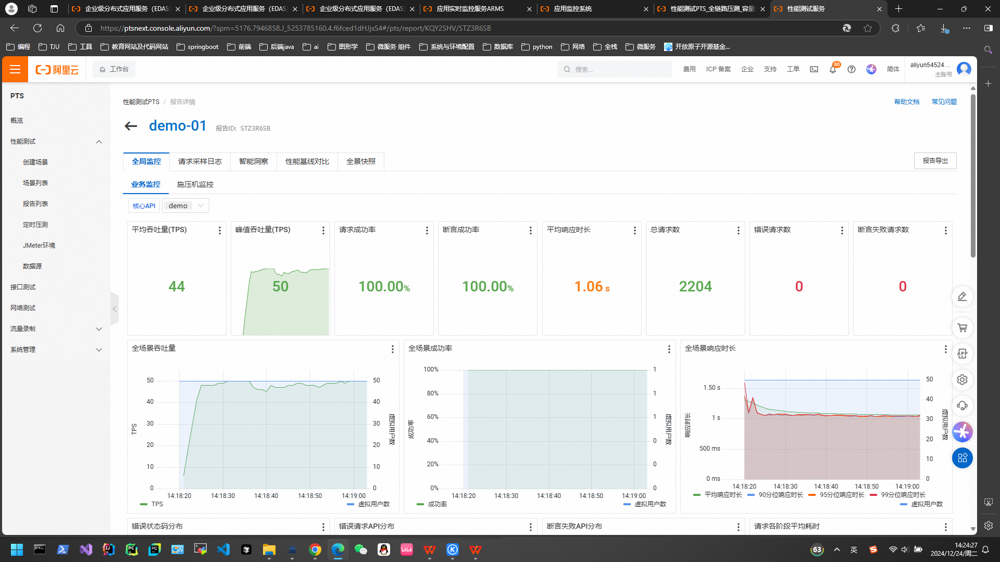 企业级分布式应用服务（EDAS
企业级分布式应用服务（EDAS
企业级分布式应用服务（EDAS
应用实时监控服务ARMS
应用监控系统
性能测试PTS_全链路压测_容量
性能测试服务
https://ptsnext.console.aliyun.com/?spm=5176.7946858.J_5253785160.4.f6fced1dHJjxS4#/pts/report/KQY2SHV/STZ3R6SB
编程
TJU
工具
教育网站及代码网站
springboot
前端
后端java
ai
图形学
微服务 组件
系统与环境配置
数据库
python
网络
全栈
微服务
开放原子开源基金...
阿里云
工作台
搜索...
费用
ICP 备案
企业
支持
工单
80
简体
aliyun54524...
主账号
PTS
概览
性能测试
创建场景
场景列表
报告列表
定时压测
JMeter环境
数据源
接口测试
网络测试
流量录制
系统管理
性能测试PTS / 报告详情
帮助文档
常见问题
demo-01
报告ID: STZ3R6SB
全局监控
请求采样日志
智能洞察
性能基线对比
全景快照
报告导出
业务监控
施压机监控
核心API
demo
平均吞吐量(TPS)
44
峰值吞吐量(TPS)
50
请求成功率
100.00%
断言成功率
100.00%
平均响应时长
1.06 s
总请求数
2204
错误请求数
0
断言失败请求数
0
全场景吞吐量
50
40
30
20
10
0
TPS
50
40
30
20
10
0
虚拟用户数
14:18:20
14:18:30
14:18:40
14:18:50
14:19:00
TPS
虚拟用户数
全场景成功率
100%
80%
60%
40%
20%
0%
成功率
1
1
1
0
0
0
虚拟用户数
14:18:20
14:18:30
14:18:40
14:18:50
14:19:00
成功率
虚拟用户数
全场景响应时长
1.50 s
1 s
500 ms
0 ms
响应时长
50
40
30
20
10
0
虚拟用户数
14:18:20
14:18:30
14:18:40
14:18:50
14:19:00
平均响应时长
90分位响应时长
95分位响应时长
99分位响应时长
虚拟用户数
APP
错误状态码分布
错误请求API分布
断言失败API分布
请求各阶段平均耗时
63
英
14:24:27
2024/12/24/周二